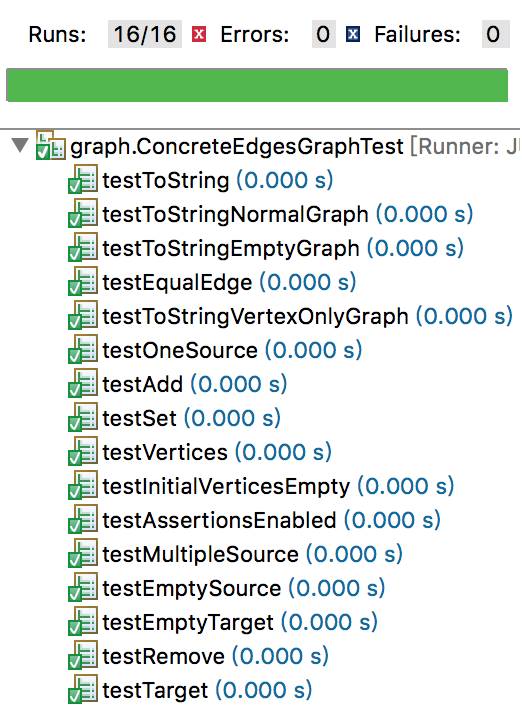 Runs: 16/16 Errors: 0 Failures: 0
graph.ConcreteEdgesGraphTest [Runner: J
testToString (0.000 s)
testToStringNormalGraph (0.000 s)
testToStringEmptyGraph (0.000 s)
testEqualEdge (0.000 s)
testToStringVertexOnlyGraph (0.000 s)
testOneSource (0.000 s)
testAdd (0.000 s)
testSet (0.000 s)
testVertices (0.000 s)
testInitialVerticesEmpty (0.000 s)
testAssertionsEnabled (0.000 s)
testMultipleSource (0.000 s)
testEmptySource (0.000 s)
testEmptyTarget (0.000 s)
testRemove (0.000 s)
testTarget (0.000 s)